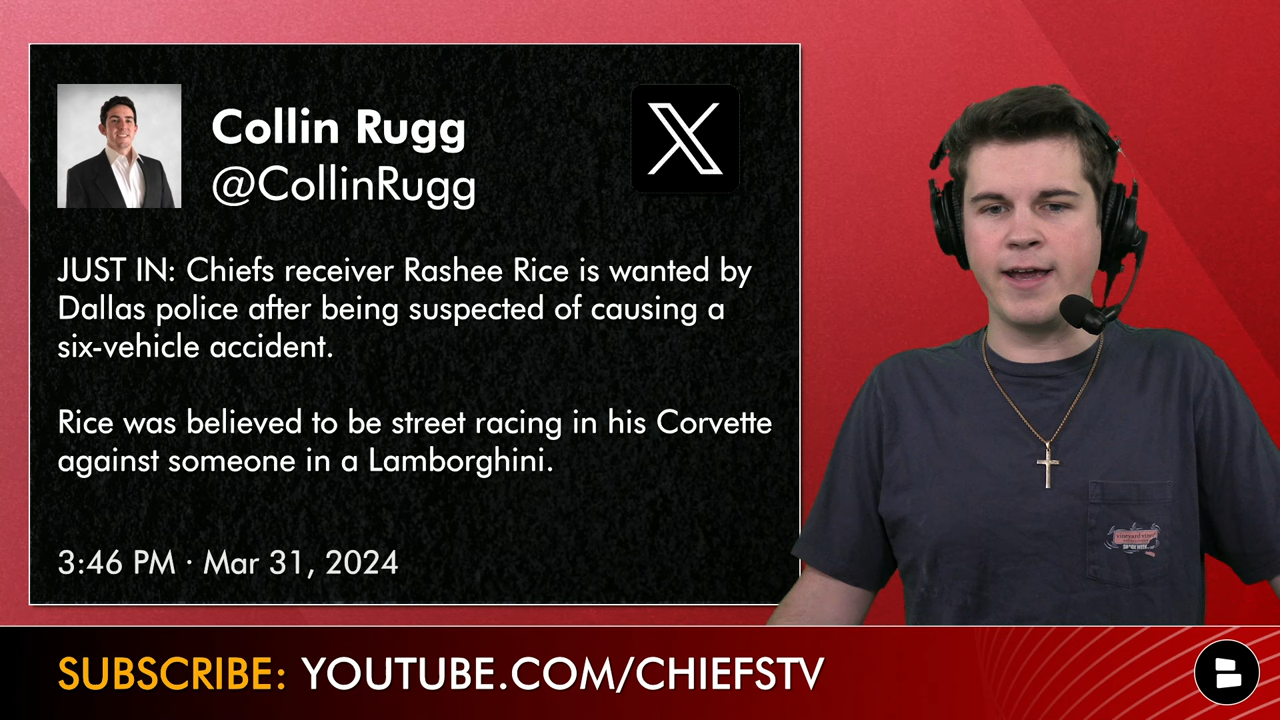 Collin Rugg
@CollinRugg
JUST IN: Chiefs receiver Rashee Rice is wanted by
Dallas police after being suspected of causing a
six-vehicle accident.
Rice was believed to be street racing in his Corvette
against someone in a Lamborghini.
3:46 PM · Mar 31, 2024
vineyard vines
SUBSCRIBE: YOUTUBE.COM/CHIEFSTV